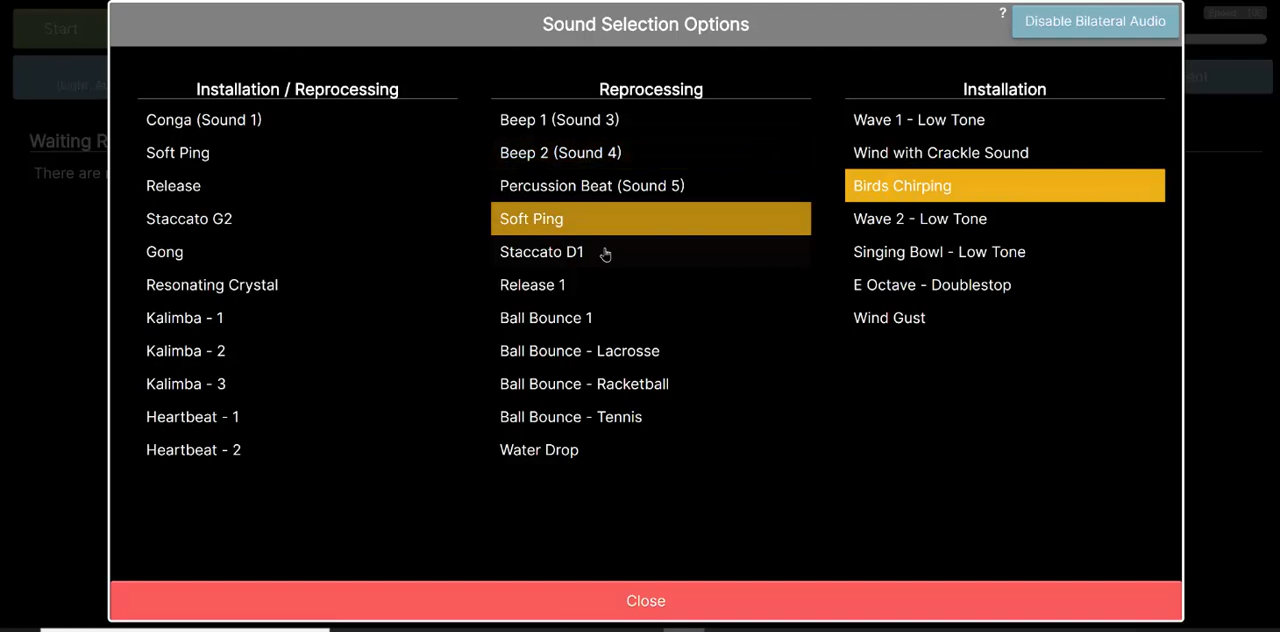 Start
Sound Selection Options
?
Disable Bilateral Audio
Speed
Waiting R
There are
Installation / Reprocessing
Conga (Sound 1)
Soft Ping
Release
Staccato G2
Gong
Resonating Crystal
Kalimba - 1
Kalimba - 2
Kalimba - 3
Heartbeat - 1
Heartbeat - 2
Reprocessing
Beep 1 (Sound 3)
Beep 2 (Sound 4)
Percussion Beat (Sound 5)
Soft Ping
Staccato D1
Release 1
Ball Bounce 1
Ball Bounce - Lacrosse
Ball Bounce - Racketball
Ball Bounce - Tennis
Water Drop
Installation
Wave 1 - Low Tone
Wind with Crackle Sound
Birds Chirping
Wave 2 - Low Tone
Singing Bowl - Low Tone
E Octave - Doublestop
Wind Gust
Close